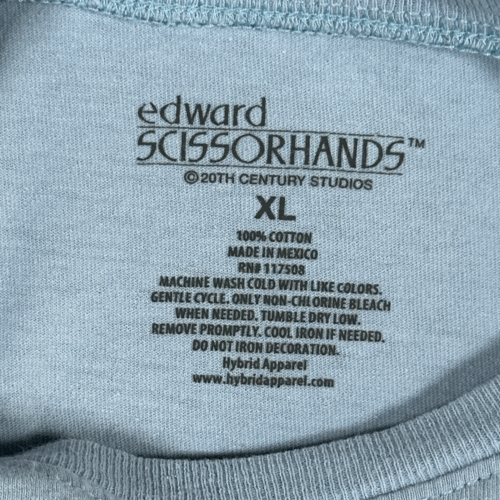 edward
SCISSORHANDS™
©20TH CENTURY STUDIOS
XL
100% COTTON
MADE IN MEXICO
RN# 117508
MACHINE WASH COLD WITH LIKE COLORS.
GENTLE CYCLE. ONLY NON-CHLORINE BLEACH
WHEN NEEDED. TUMBLE DRY LOW.
REMOVE PROMPTLY. COOL IRON IF NEEDED.
DO NOT IRON DECORATION.
Hybrid Apparel
www.hybridapparel.com